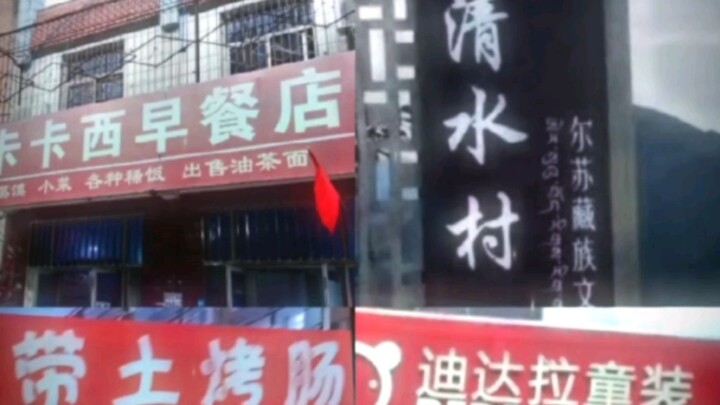 卡卡西早餐店
小菜 各种稀饭 出售油茶面
清水村
尔苏藏族文
带土烤肠
迪达拉童装